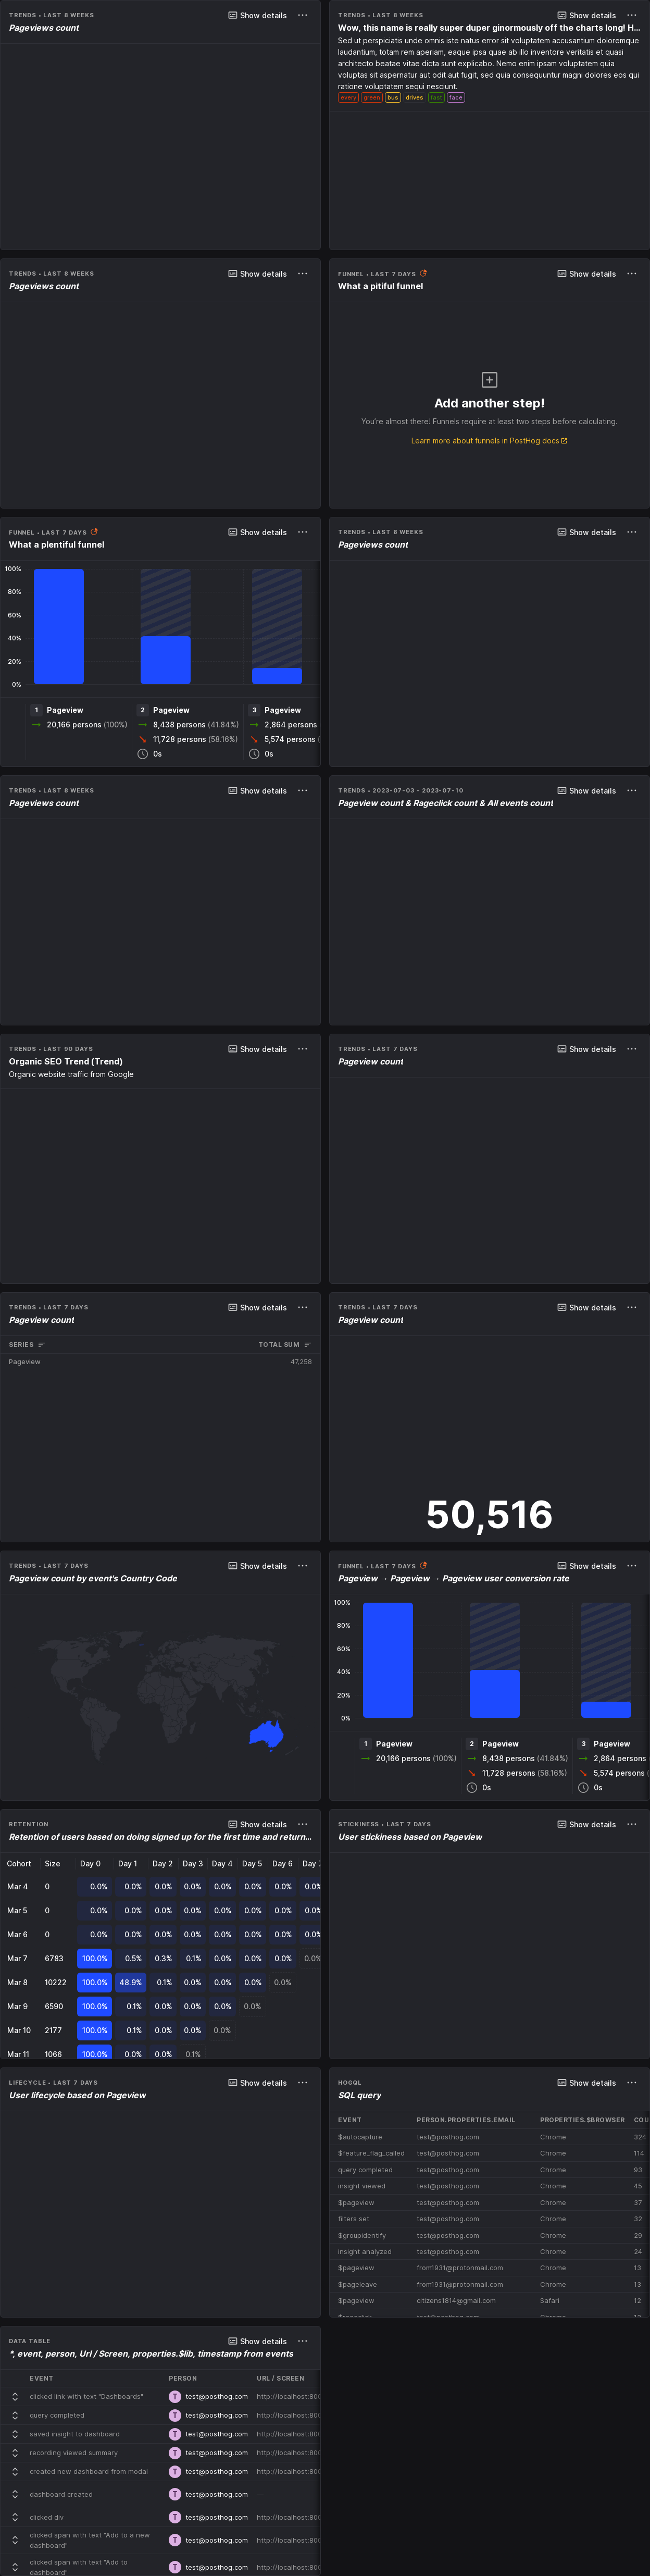 TRENDS • LAST 8 WEEKS
Show details
Pageviews count
TRENDS • LAST 8 WEEKS
Show details
Wow, this name is really super duper ginormously off the charts long! H...
Sed ut perspiciatis unde omnis iste natus error sit voluptatem accusantium doloremque
laudantium, totam rem aperiam, eaque ipsa quae ab illo inventore veritatis et quasi
architecto beatae vitae dicta sunt explicabo. Nemo enim ipsam voluptatem quia
voluptas sit aspernatur aut odit aut fugit, sed quia consequuntur magni dolores eos qui
ratione voluptatem sequi nesciunt.
every green bus drives fast face
TRENDS • LAST 8 WEEKS
Show details
Pageviews count
FUNNEL • LAST 7 DAYS
Show details
What a pitiful funnel
Add another step!
You're almost there! Funnels require at least two steps before calculating.
Learn more about funnels in PostHog docs
FUNNEL • LAST 7 DAYS
Show details
What a plentiful funnel
100%
80%
60%
40%
20%
0%
1 Pageview
20,166 persons (100%)
2 Pageview
8,438 persons (41.84%)
11,728 persons (58.16%)
0s
3 Pageview
2,864 persons
5,574 persons (
0s
TRENDS • LAST 8 WEEKS
Show details
Pageviews count
TRENDS • LAST 8 WEEKS
Show details
Pageviews count
TRENDS • 2023-07-03 - 2023-07-10
Show details
Pageview count & Rageclick count & All events count
TRENDS • LAST 90 DAYS
Show details
Organic SEO Trend (Trend)
Organic website traffic from Google
TRENDS • LAST 7 DAYS
Show details
Pageview count
TRENDS • LAST 7 DAYS
Show details
Pageview count
SERIES TOTAL SUM
Pageview 47,258
TRENDS • LAST 7 DAYS
Show details
Pageview count
50,516
TRENDS • LAST 7 DAYS
Show details
Pageview count by event's Country Code
FUNNEL • LAST 7 DAYS
Show details
Pageview → Pageview → Pageview user conversion rate
100%
80%
60%
40%
20%
0%
1 Pageview
20,166 persons (100%)
2 Pageview
8,438 persons (41.84%)
11,728 persons (58.16%)
0s
3 Pageview
2,864 persons
5,574 persons (
0s
RETENTION
Show details
Retention of users based on doing signed up for the first time and return...
Cohort Size Day 0 Day 1 Day 2 Day 3 Day 4 Day 5 Day 6 Day 7
Mar 4 0 0.0% 0.0% 0.0% 0.0% 0.0% 0.0% 0.0% 0.0%
Mar 5 0 0.0% 0.0% 0.0% 0.0% 0.0% 0.0% 0.0% 0.0%
Mar 6 0 0.0% 0.0% 0.0% 0.0% 0.0% 0.0% 0.0% 0.0%
Mar 7 6783 100.0% 0.5% 0.3% 0.1% 0.0% 0.0% 0.0% 0.0%
Mar 8 10222 100.0% 48.9% 0.1% 0.0% 0.0% 0.0% 0.0%
Mar 9 6590 100.0% 0.1% 0.0% 0.0% 0.0% 0.0%
Mar 10 2177 100.0% 0.1% 0.0% 0.0% 0.0%
Mar 11 1066 100.0% 0.0% 0.0% 0.1%
STICKINESS • LAST 7 DAYS
Show details
User stickiness based on Pageview
LIFECYCLE • LAST 7 DAYS
Show details
User lifecycle based on Pageview
HOGQL
Show details
SQL query
EVENT PERSON.PROPERTIES.EMAIL PROPERTIES.$BROWSER COU
$autocapture test@posthog.com Chrome 324
$feature_flag_called test@posthog.com Chrome 114
query completed test@posthog.com Chrome 93
insight viewed test@posthog.com Chrome 45
$pageview test@posthog.com Chrome 37
filters set test@posthog.com Chrome 32
$groupidentify test@posthog.com Chrome 29
insight analyzed test@posthog.com Chrome 24
$pageview from1931@protonmail.com Chrome 13
$pageleave from1931@protonmail.com Chrome 13
$pageview citizens1814@gmail.com Safari 12
DATA TABLE
Show details
*, event, person, Url / Screen, properties.$lib, timestamp from events
EVENT PERSON URL / SCREEN
clicked link with text "Dashboards" T test@posthog.com http://localhost:800
query completed T test@posthog.com http://localhost:800
saved insight to dashboard T test@posthog.com http://localhost:800
recording viewed summary T test@posthog.com http://localhost:800
created new dashboard from modal T test@posthog.com http://localhost:800
dashboard created T test@posthog.com —
clicked div T test@posthog.com http://localhost:800
clicked span with text "Add to a new
dashboard" T test@posthog.com http://localhost:800
clicked span with text "Add to
dashboard" T test@posthog.com http://localhost:800